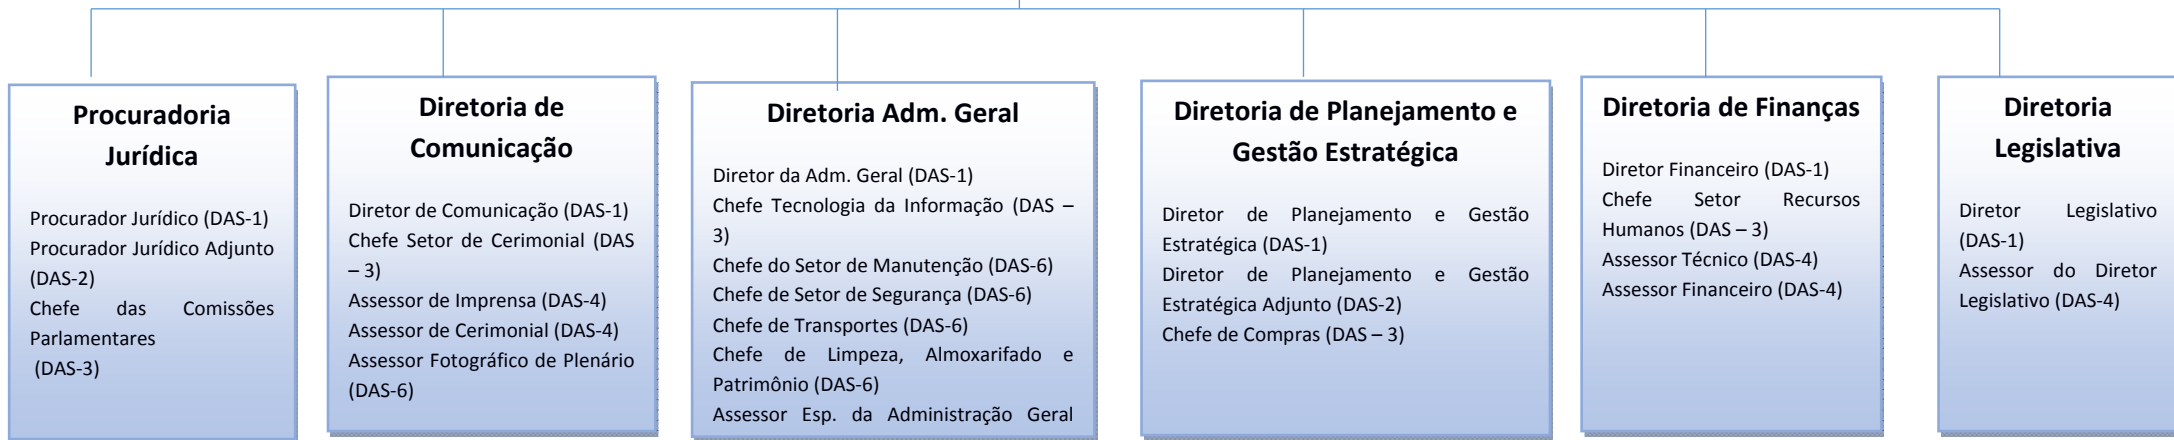 Procuradoria
Jurídica
Procurador Jurídico (DAS-1)
Procurador Jurídico Adjunto
(DAS-2)
Chefe das Comissões
Parlamentares
(DAS-3)
Diretoria de
Comunicação
Diretor de Comunicação (DAS-1)
Chefe Setor de Cerimonial (DAS
– 3)
Assessor de Imprensa (DAS-4)
Assessor de Cerimonial (DAS-4)
Assessor Fotográfico de Plenário
(DAS-6)
Diretoria Adm. Geral
Diretor da Adm. Geral (DAS-1)
Chefe Tecnologia da Informação (DAS –
3)
Chefe do Setor de Manutenção (DAS-6)
Chefe de Setor de Segurança (DAS-6)
Chefe de Transportes (DAS-6)
Chefe de Limpeza, Almoxarifado e
Patrimônio (DAS-6)
Assessor Esp. da Administração Geral
Diretoria de Planejamento e
Gestão Estratégica
Diretor de Planejamento e Gestão
Estratégica (DAS-1)
Diretor de Planejamento e Gestão
Estratégica Adjunto (DAS-2)
Chefe de Compras (DAS – 3)
Diretoria de Finanças
Diretor Financeiro (DAS-1)
Chefe Setor Recursos
Humanos (DAS – 3)
Assessor Técnico (DAS-4)
Assessor Financeiro (DAS-4)
Diretoria
Legislativa
Diretor Legislativo
(DAS-1)
Assessor do Diretor
Legislativo (DAS-4)